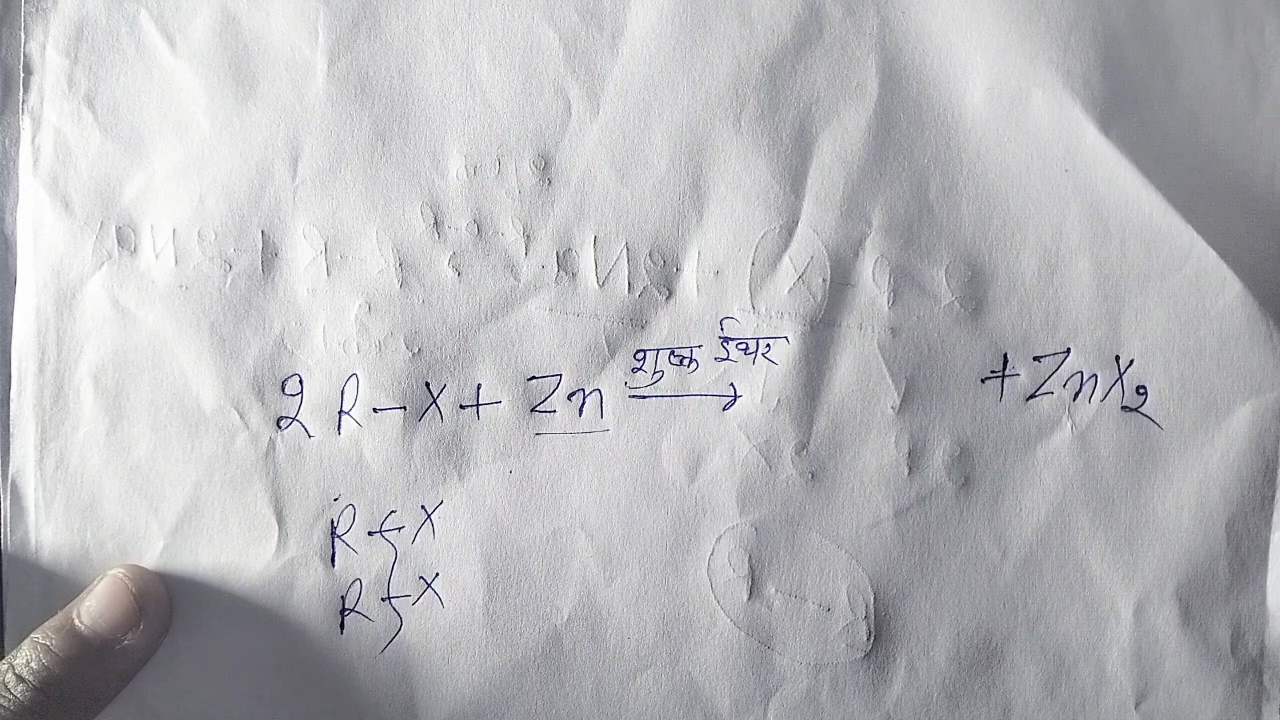 2 R-X + Zn शुष्क ईथर → + ZnX₂
R-X
R-X